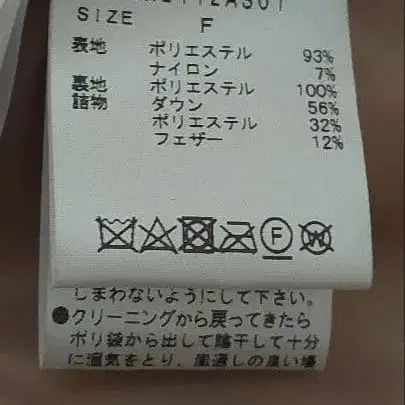 SIZE F
表地 ポリエステル 93%
ナイロン 7%
裏地 ポリエステル 100%
詰物 ダウン 56%
ポリエステル 32%
フェザー 12%
F W
しまわないようにして下さい。
●クリーニングから戻ってきたら
ポリ袋から出して陰干して十分
に湿気をとり、風通しの良い場